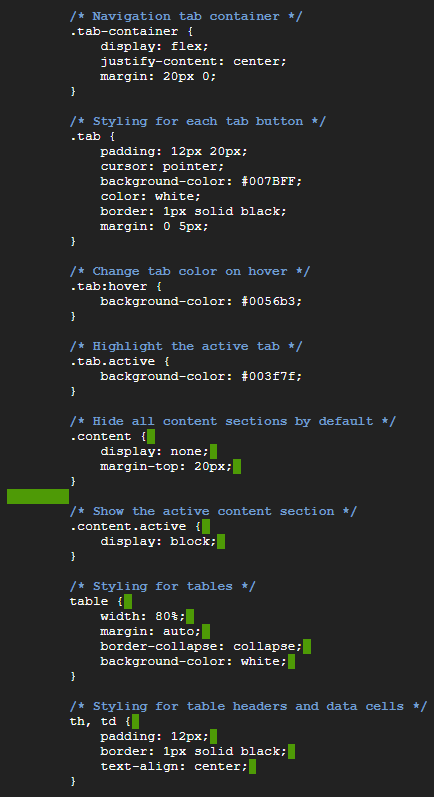 /* Navigation tab container */
.tab-container {
    display: flex;
    justify-content: center;
    margin: 20px 0;
}

/* Styling for each tab button */
.tab {
    padding: 12px 20px;
    cursor: pointer;
    background-color: #007BFF;
    color: white;
    border: 1px solid black;
    margin: 0 5px;
}

/* Change tab color on hover */
.tab:hover {
    background-color: #0056b3;
}

/* Highlight the active tab */
.tab.active {
    background-color: #003f7f;
}

/* Hide all content sections by default */
.content {
    display: none;
    margin-top: 20px;
}

/* Show the active content section */
.content.active {
    display: block;
}

/* Styling for tables */
table {
    width: 80%;
    margin: auto;
    border-collapse: collapse;
    background-color: white;
}

/* Styling for table headers and data cells */
th, td {
    padding: 12px;
    border: 1px solid black;
    text-align: center;
}